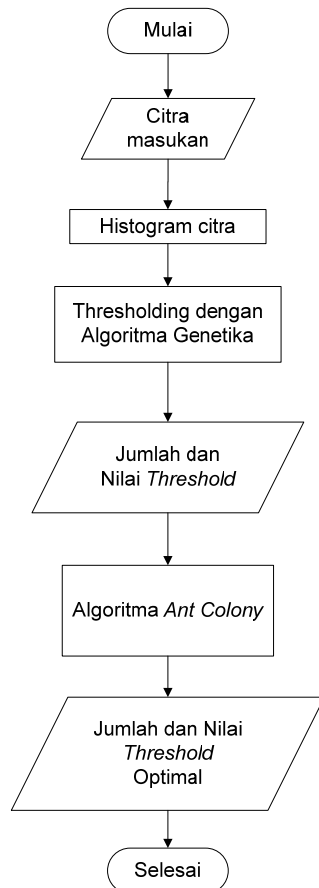 Mulai
Citra
masukan
Histogram citra
Thresholding dengan
Algoritma Genetika
Jumlah dan
Nilai Threshold
Algoritma Ant Colony
Jumlah dan Nilai
Threshold
Optimal
Selesai